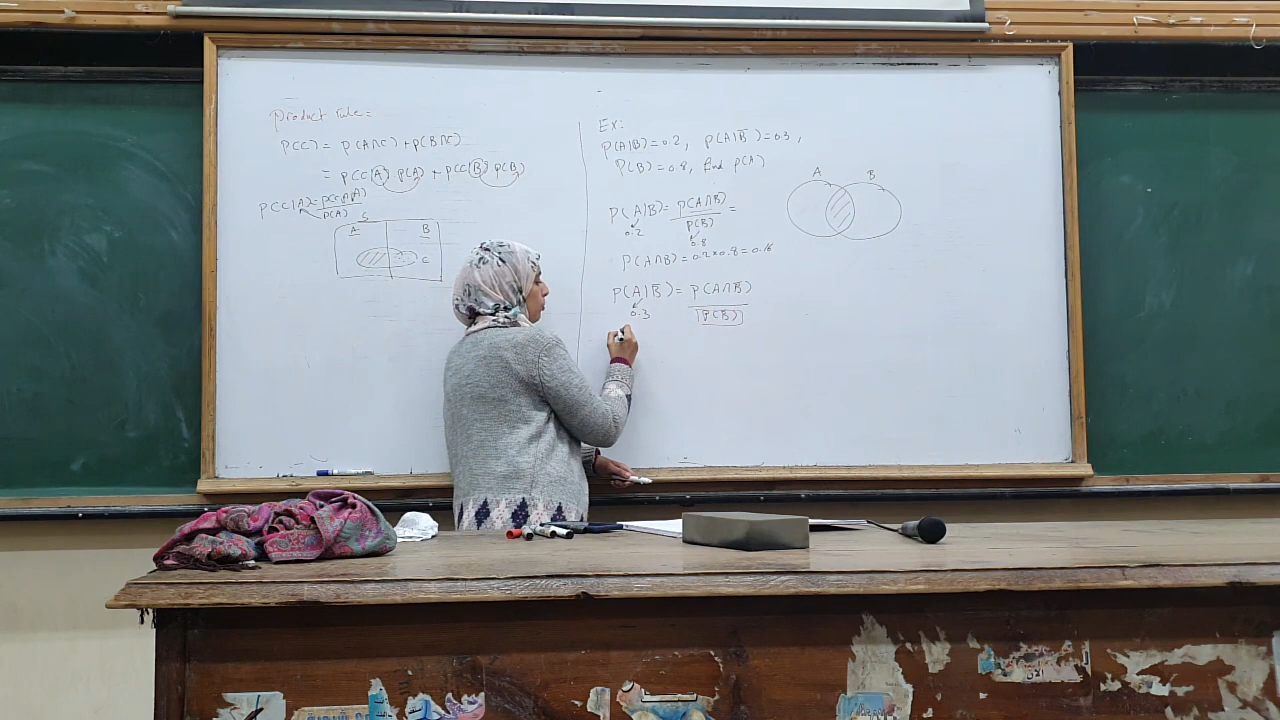 Product rule:
P(C) = P(A∩C) + P(B∩C)
= P(C|A) P(A) + P(C|B) P(B)
P(C|A) = P(C∩A)
P(A)
S
A B
C
Ex:
P(A|B) = 0.2, P(A|B̅) = 0.3,
P(B) = 0.8, find P(A)
A B
P(A|B) = P(A∩B) =
P(B)
0.2
0.8
P(A∩B) = 0.2×0.8 = 0.16
P(A|B̅) = P(A∩B̅)
0.3
P(B̅)
الآن